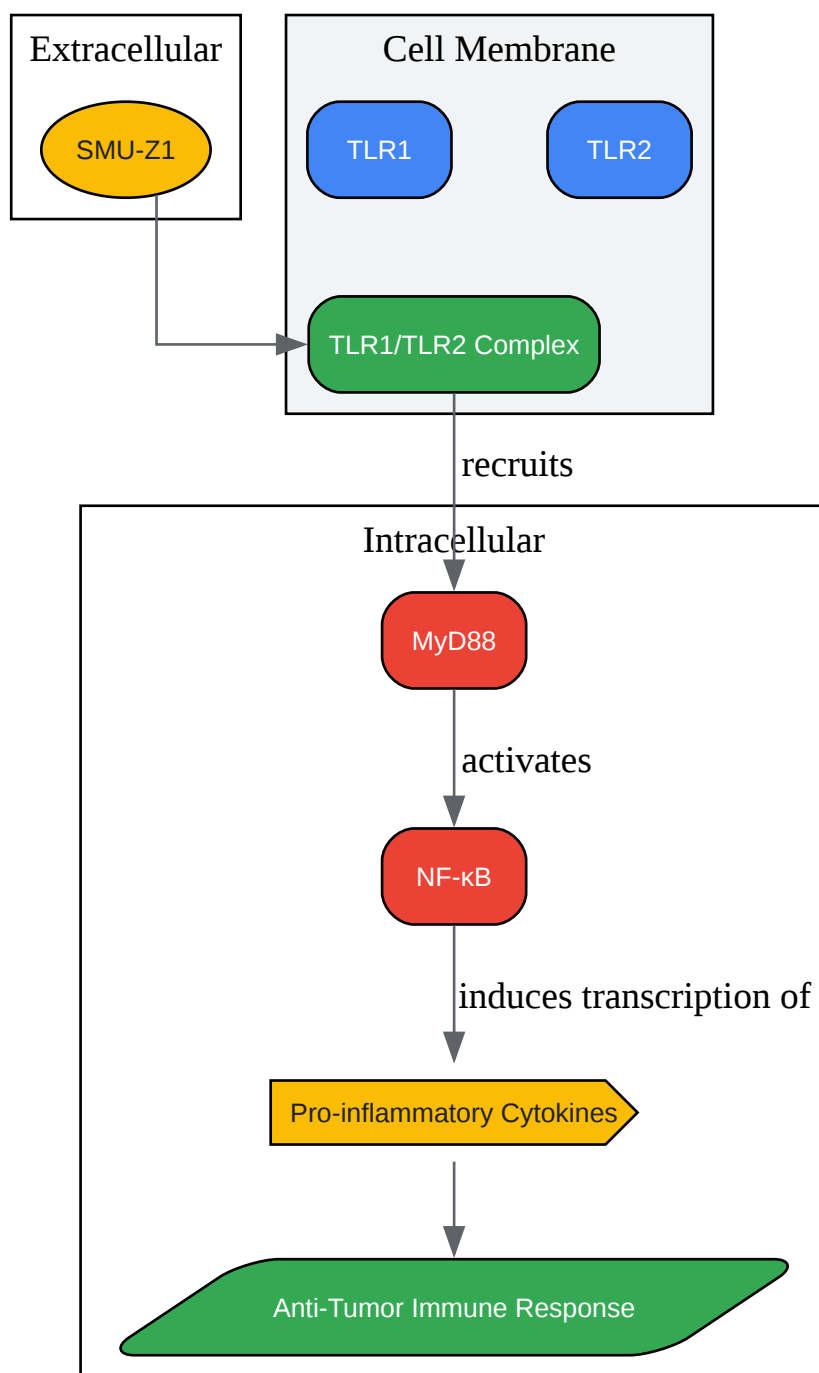 Extracellular
Cell Membrane
SMU-Z1
TLR1
TLR2
TLR1/TLR2 Complex
recruits
Intracellular
MyD88
activates
NF-κB
induces transcription of
Pro-inflammatory Cytokines
Anti-Tumor Immune Response